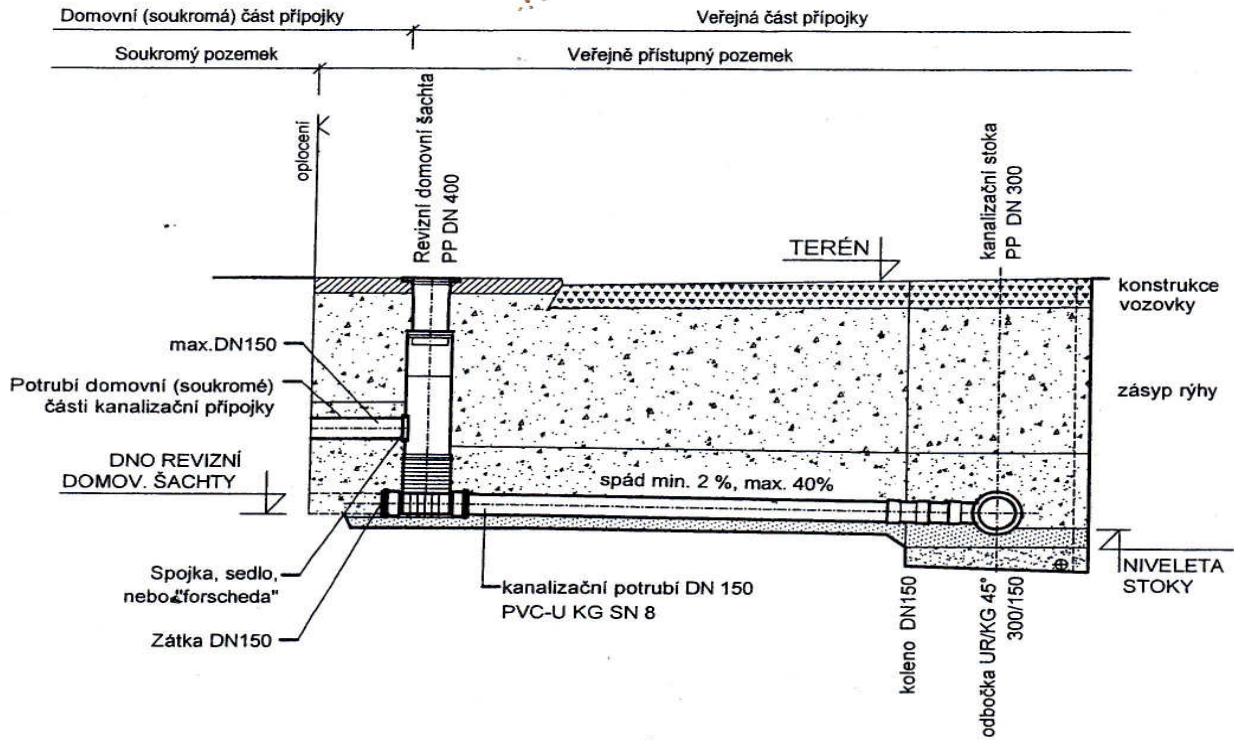 Domovní (soukromá) část přípojky
Veřejná část přípojky
Soukromý pozemek
Veřejně přístupný pozemek
oplocení
Revizní domovní šachta
PP DN 400
kanalizační stoka
PP DN 300
TERÉN
konstrukce
vozovky
max.DN150
Potrubí domovní (soukromé)
části kanalizační přípojky
zásyp rýhy
DNO REVIZNÍ
DOMOV. ŠACHTY
spád min. 2 %, max. 40%
Spojka, sedlo,
nebo "forscheda"
kanalizační potrubí DN 150
PVC-U KG SN 8
NIVELETA
STOKY
Zátka DN150
koleno DN150
odbočka UR/KG 45°
300/150